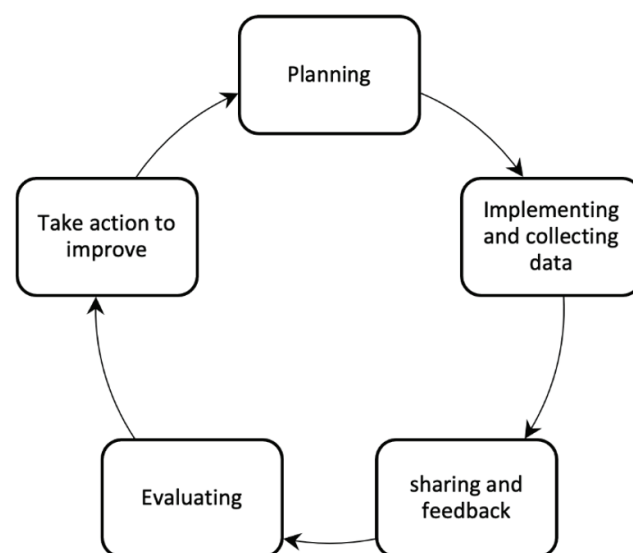 Planning
Implementing
and collecting
data
sharing and
feedback
Evaluating
Take action to
improve